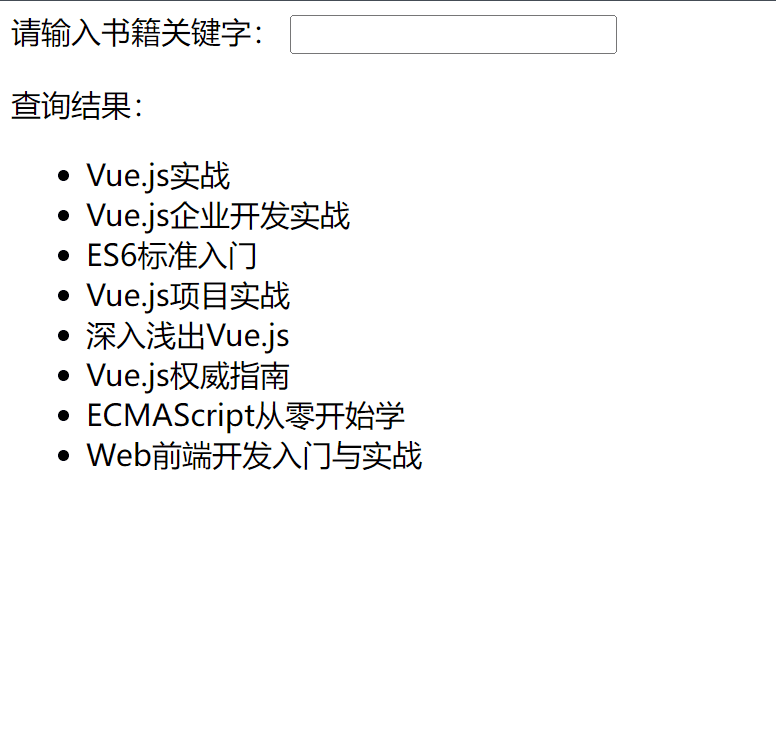 请输入书籍关键字：
查询结果：
Vue.js实战
Vue.js企业开发实战
ES6标准入门
Vue.js项目实战
深入浅出Vue.js
Vue.js权威指南
ECMAScript从零开始学
Web前端开发入门与实战